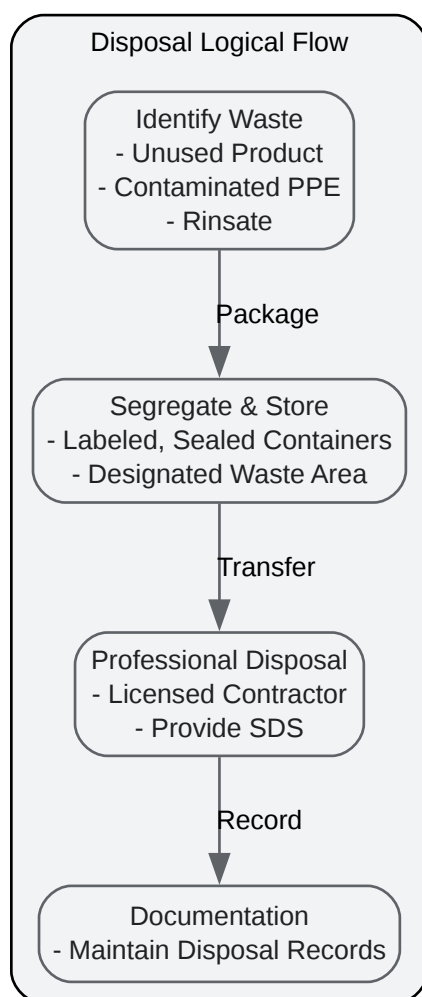 Disposal Logical Flow
Identify Waste
- Unused Product
- Contaminated PPE
- Rinsate
Package
Segregate & Store
- Labeled, Sealed Containers
- Designated Waste Area
Transfer
Professional Disposal
- Licensed Contractor
- Provide SDS
Record
Documentation
- Maintain Disposal Records